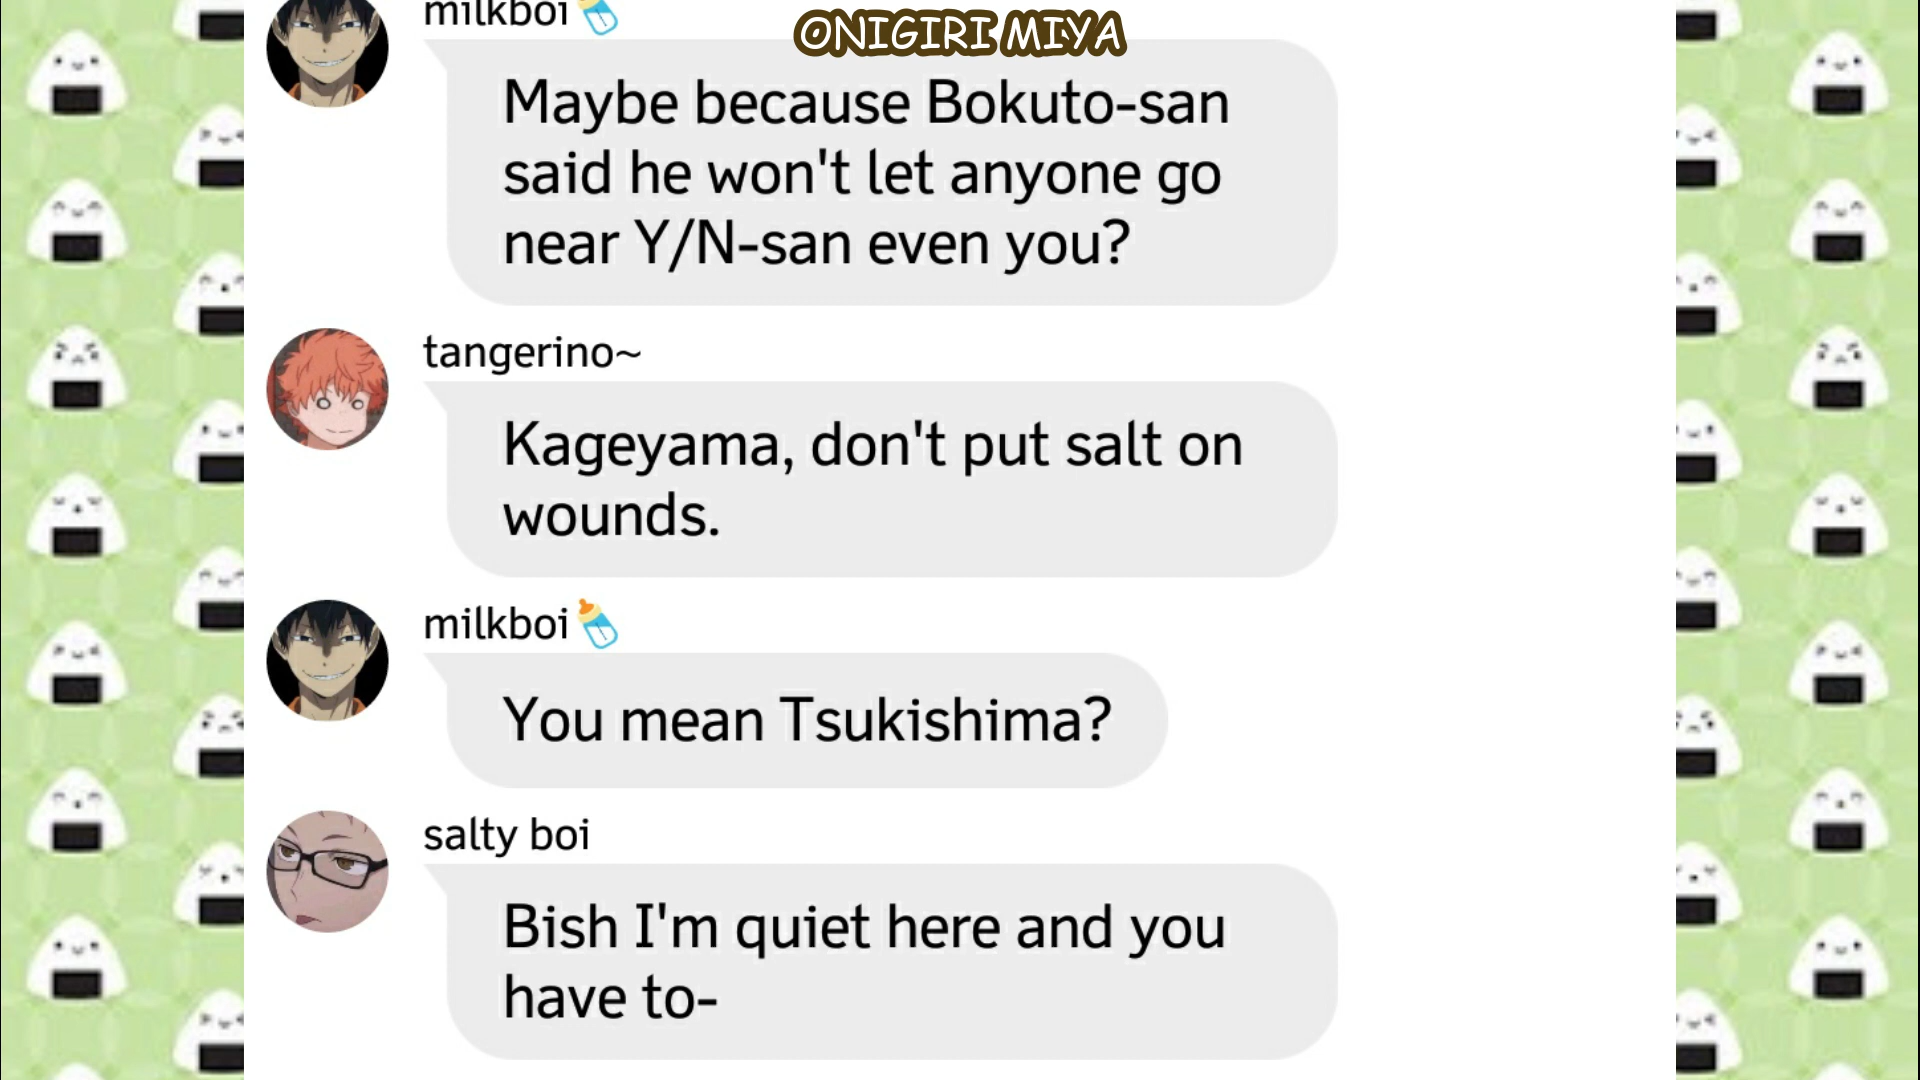 milkboi🍼
ONIGIRI MIYA
Maybe because Bokuto-san
said he won't let anyone go
near Y/N-san even you?
tangerino~
Kageyama, don't put salt on
wounds.
milkboi🍼
You mean Tsukishima?
salty boi
Bish I'm quiet here and you
have to-